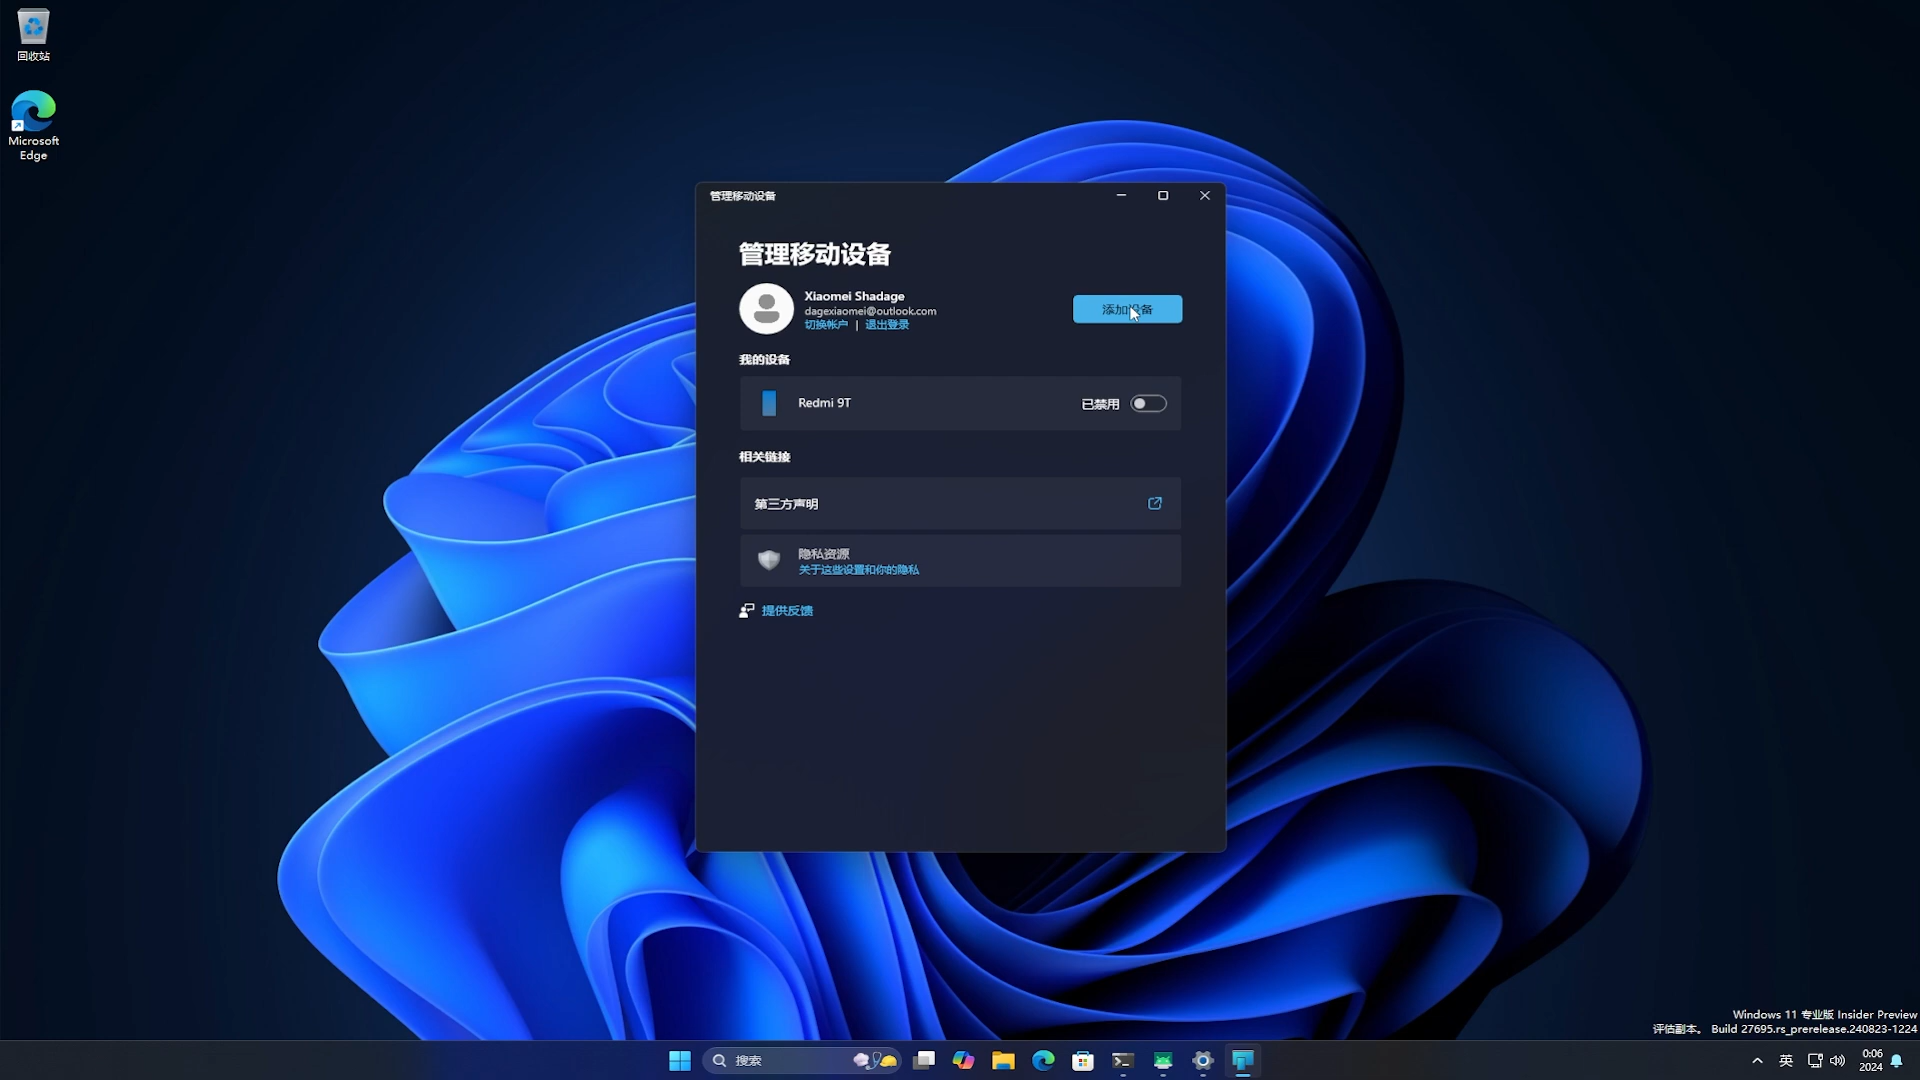 回收站
Microsoft
Edge
管理移动设备
管理移动设备
Xiaomei Shadage
dagexiaomei@outlook.com
切换帐户 | 退出登录
添加设备
我的设备
Redmi 9T
已禁用
相关链接
第三方声明
隐私资源
关于这些设置和你的隐私
提供反馈
Windows 11 专业版 Insider Preview
评估副本。 Build 27695.rs_prerelease.240823-1224
搜索
英
0:06
2024